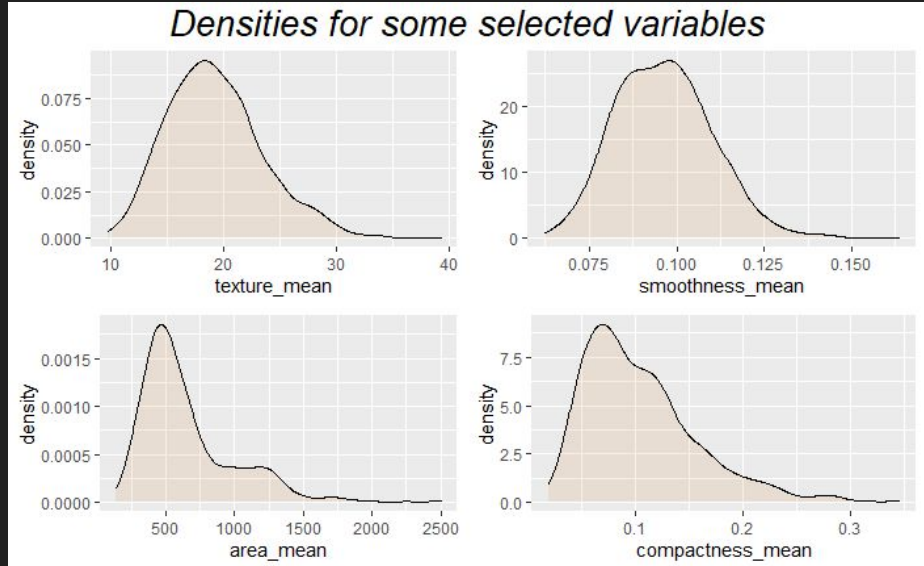 Densities for some selected variables
density
0.075
0.050
0.025
0.000
10 20 30 40
texture_mean
density
20
10
0
0.075 0.100 0.125 0.150
smoothness_mean
density
0.0015
0.0010
0.0005
0.0000
500 1000 1500 2000 2500
area_mean
density
7.5
5.0
2.5
0.0
0.1 0.2 0.3
compactness_mean